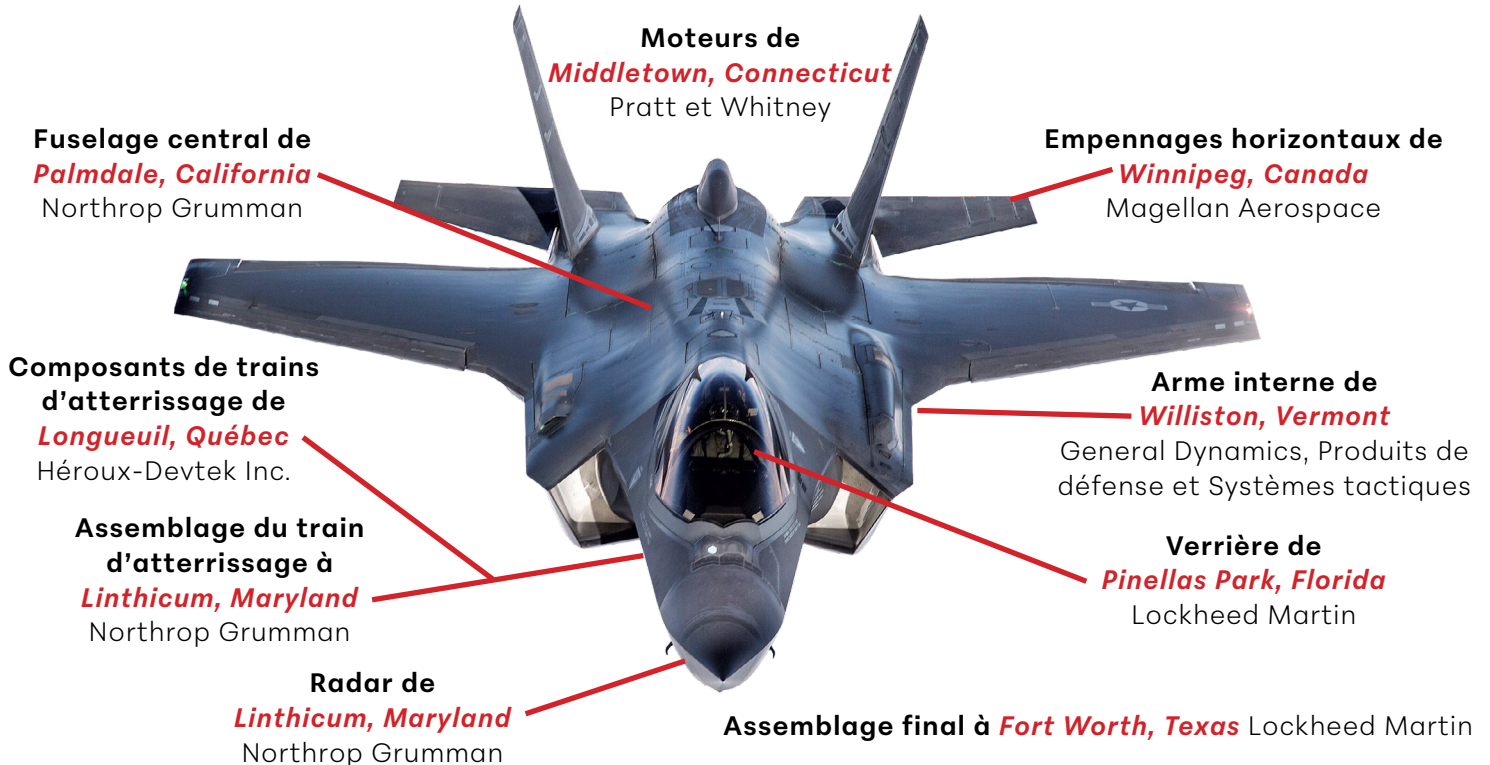 Moteurs de
Middletown, Connecticut
Pratt et Whitney
Fuselage central de
Palmdale, California
Northrop Grumman
Empennages horizontaux de
Winnipeg, Canada
Magellan Aerospace
Composants de trains
d’atterrissage de
Longueuil, Québec
Héroux-Devtek Inc.
Arme interne de
Williston, Vermont
General Dynamics, Produits de
défense et Systèmes tactiques
Assemblage du train
d’atterrissage à
Linthicum, Maryland
Northrop Grumman
Verrière de
Pinellas Park, Florida
Lockheed Martin
Radar de
Linthicum, Maryland
Northrop Grumman
Assemblage final à Fort Worth, Texas Lockheed Martin